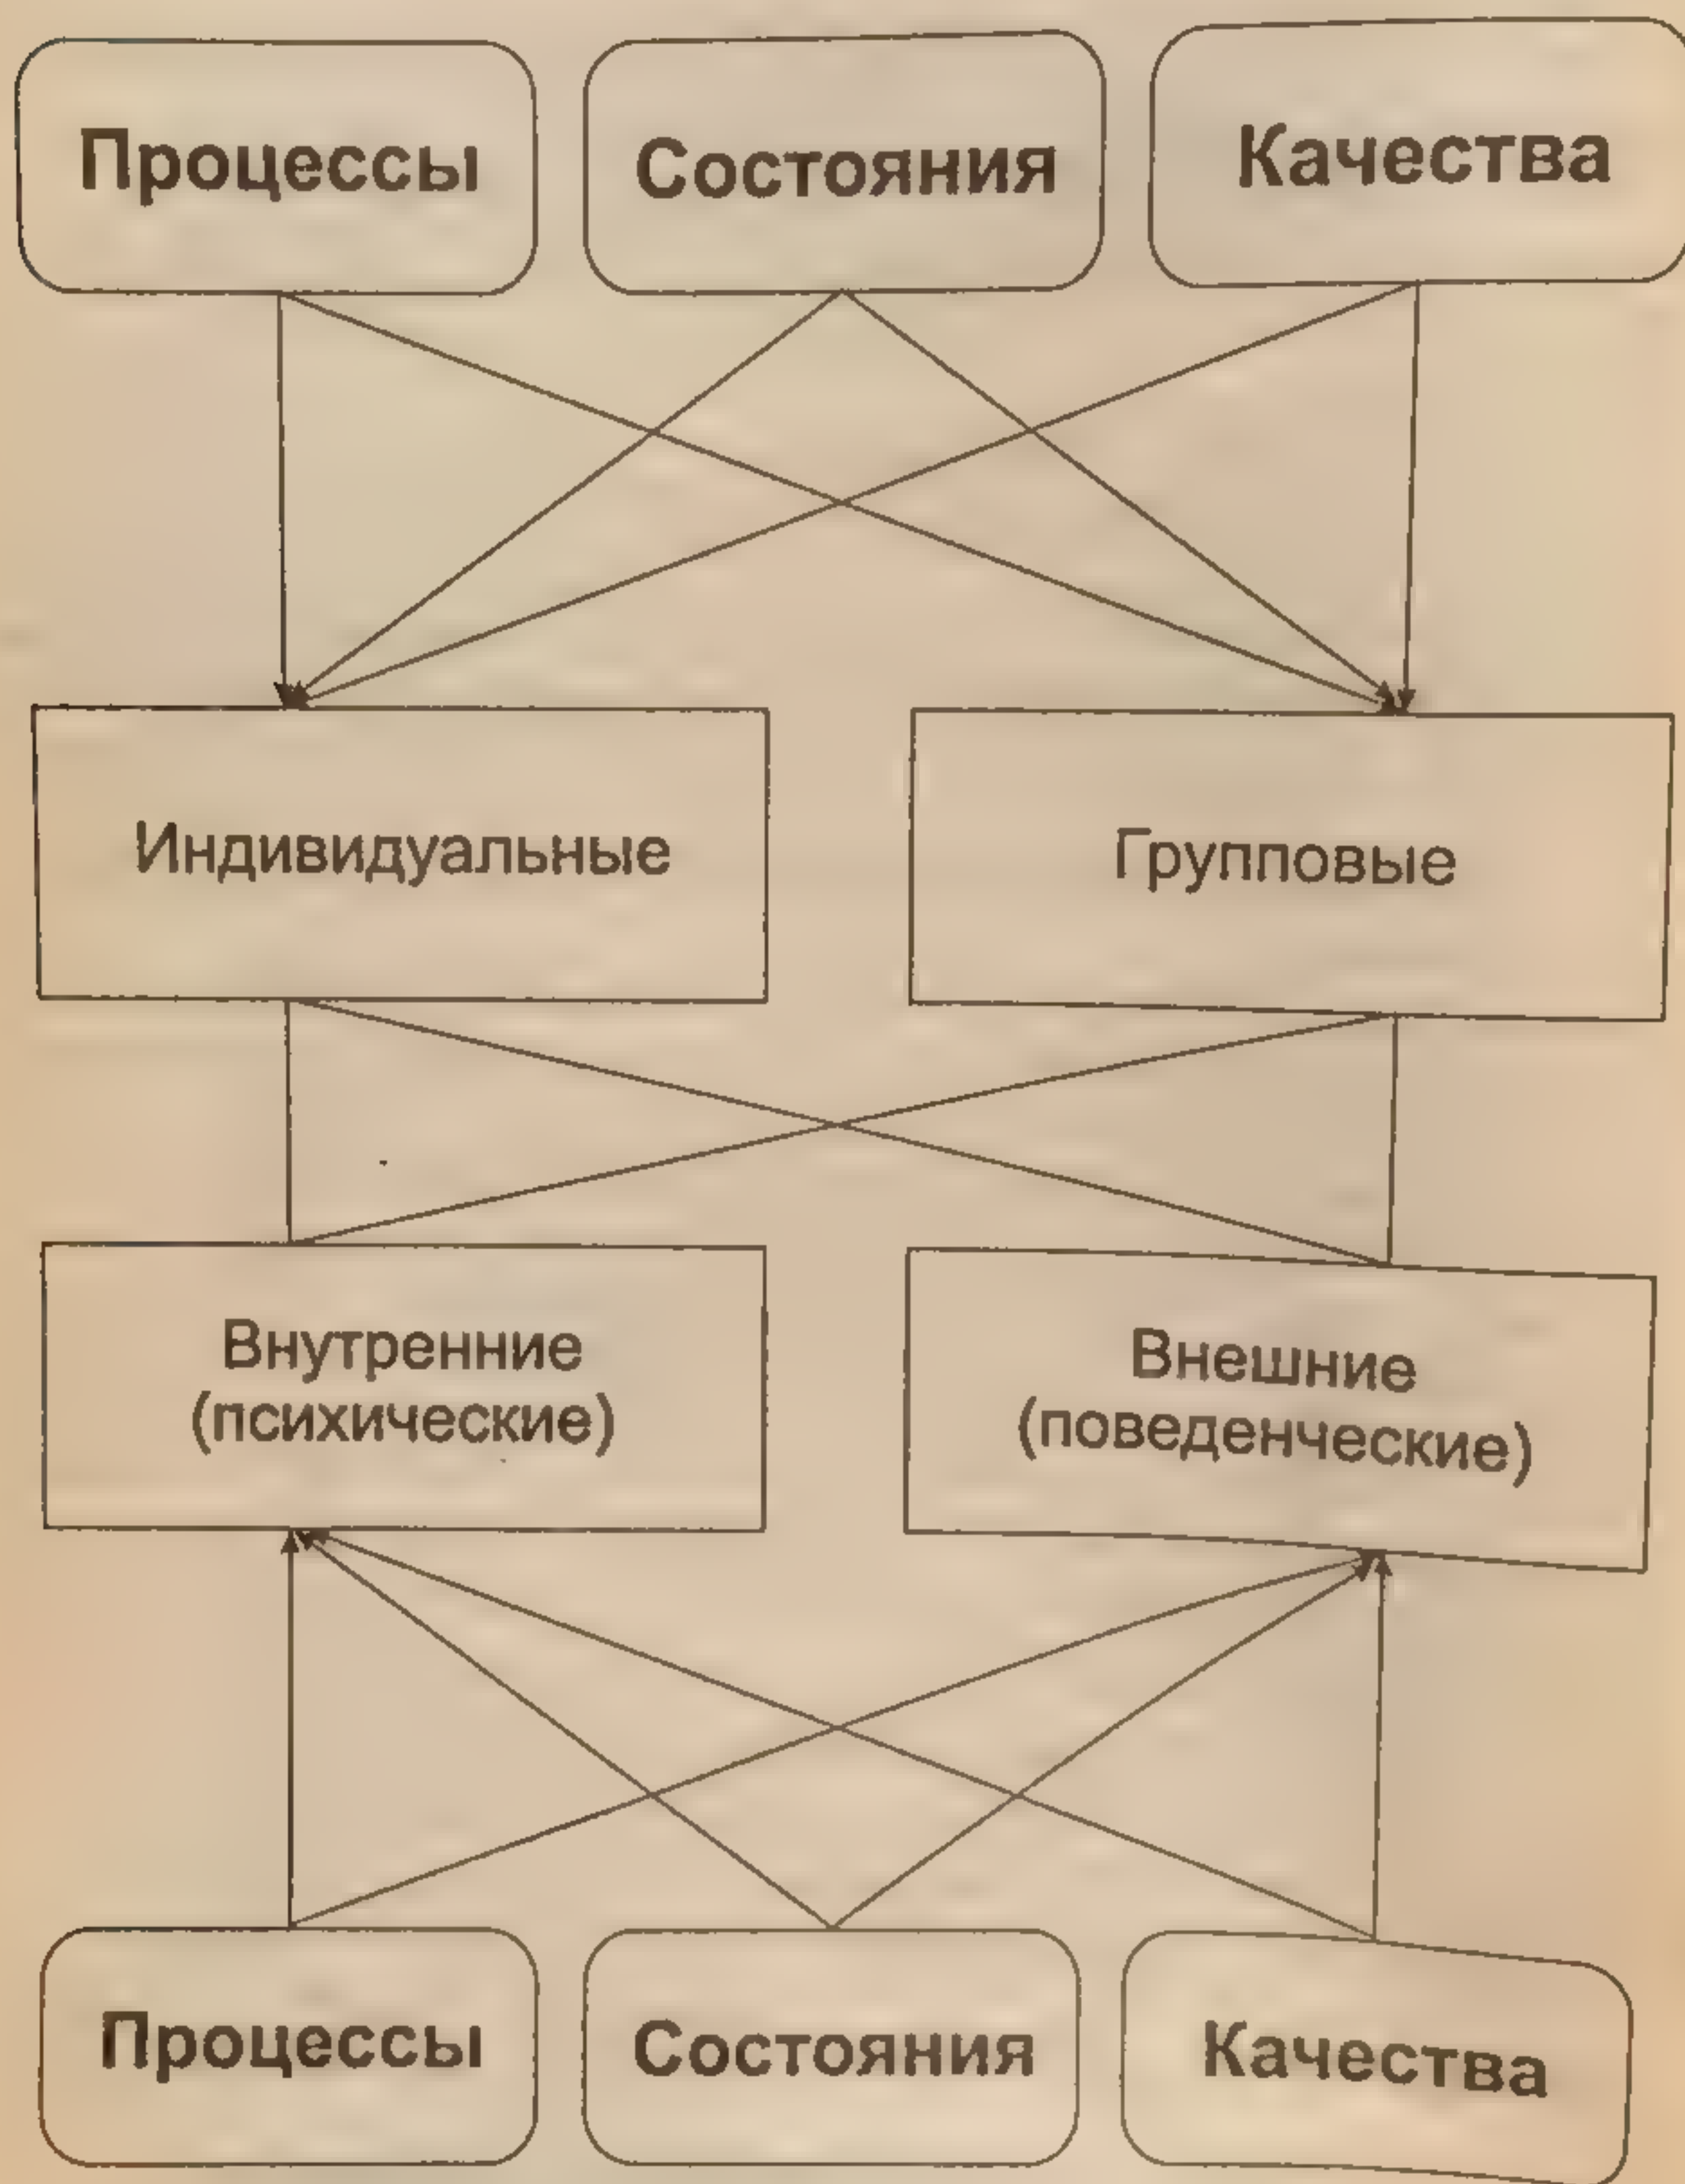 Процессы
Состояния
Качества
Индивидуальные
Групповые
Внутренние
(психические)
Внешние
(поведенческие)
Процессы
Состояния
Качества